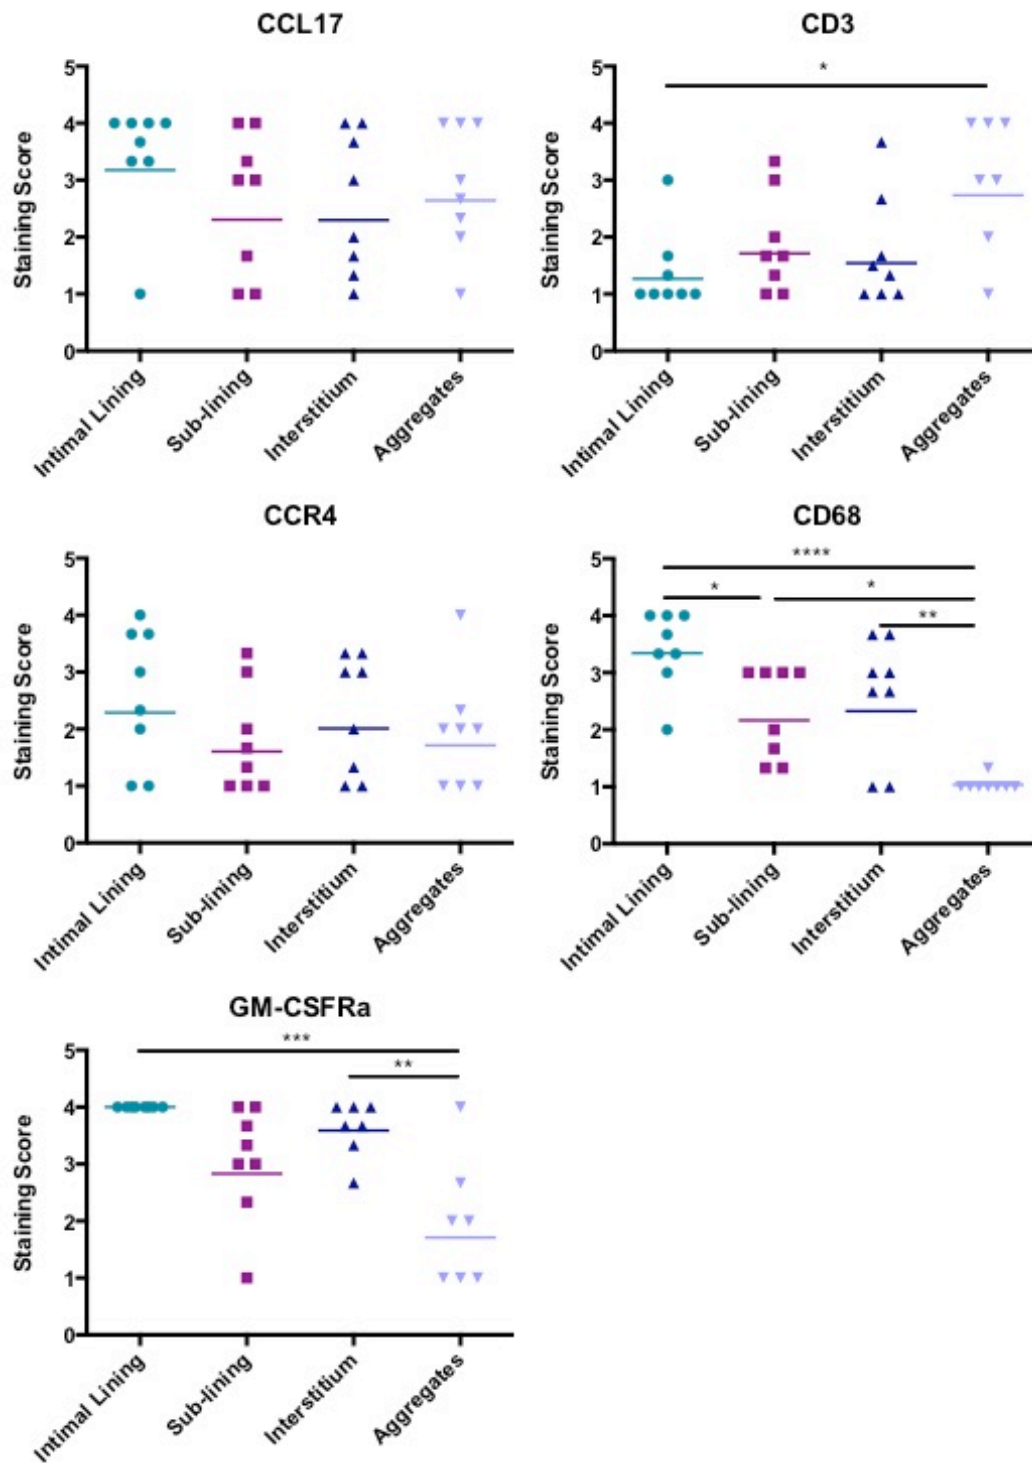 CCL17
5
4
3
2
1
0
Staining Score
Intimal Lining
Sub-lining
Interstitium
Aggregates
CD3
*
5
4
3
2
1
0
Staining Score
Intimal Lining
Sub-lining
Interstitium
Aggregates
CCR4
5
4
3
2
1
0
Staining Score
Intimal Lining
Sub-lining
Interstitium
Aggregates
CD68
****
*
*
**
5
4
3
2
1
0
Staining Score
Intimal Lining
Sub-lining
Interstitium
Aggregates
GM-CSFRa
***
**
5
4
3
2
1
0
Staining Score
Intimal Lining
Sub-lining
Interstitium
Aggregates